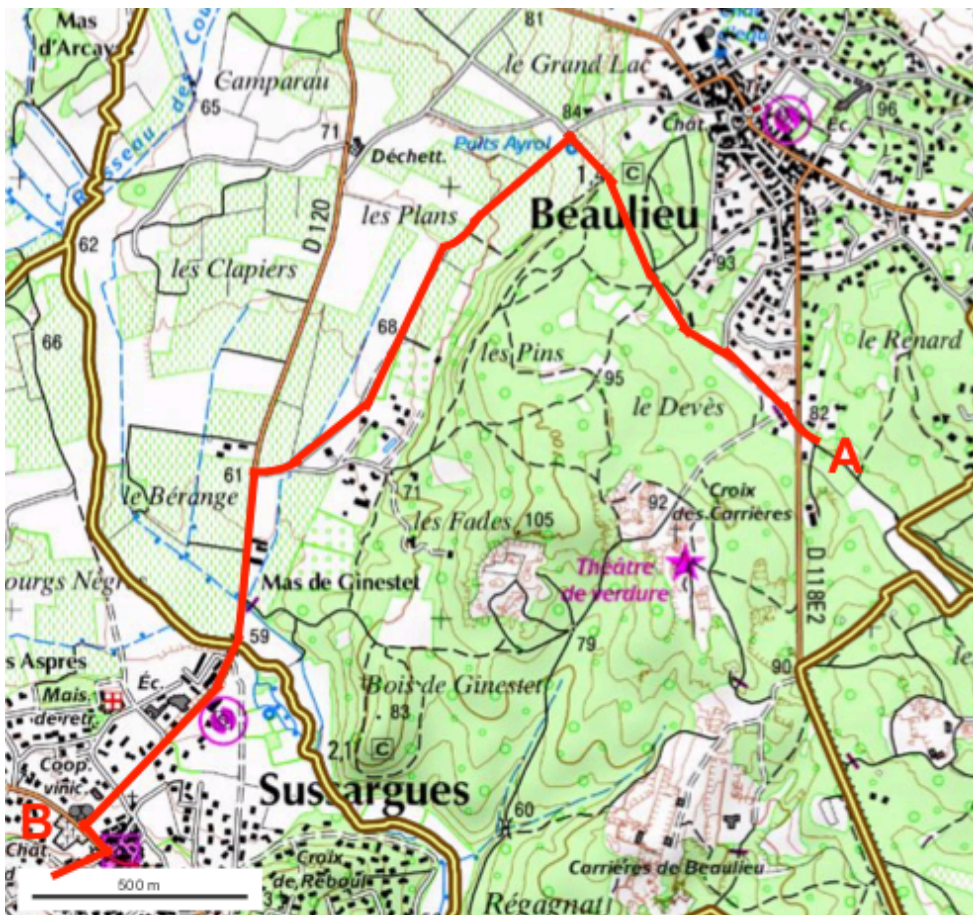 Mas
d'Arcay
81
Camparau
le Grand Lac
65
71
84
Chât.
Éc.
96
Déchett.
Puits Ayrol
1
C
Beaulieu
les Plans
D 120
62
les Clapiers
93
66
68
les Pins
le Renard
95
le Devès
82
A
61
le Bérange
71
92
Croix
des Carrières
les Fades
105
Théâtre
de verdure
D 118E2
Mas de Ginestet
59
79
90
s Aspres
Éc.
Mais.
de retr.
Bois de Ginestet
83
2,1
C
Coop.
vinic.
Sussargues
60
B
Chât
Croix
de Reboul
Carrières de Beaulieu
500 m
Régagnat